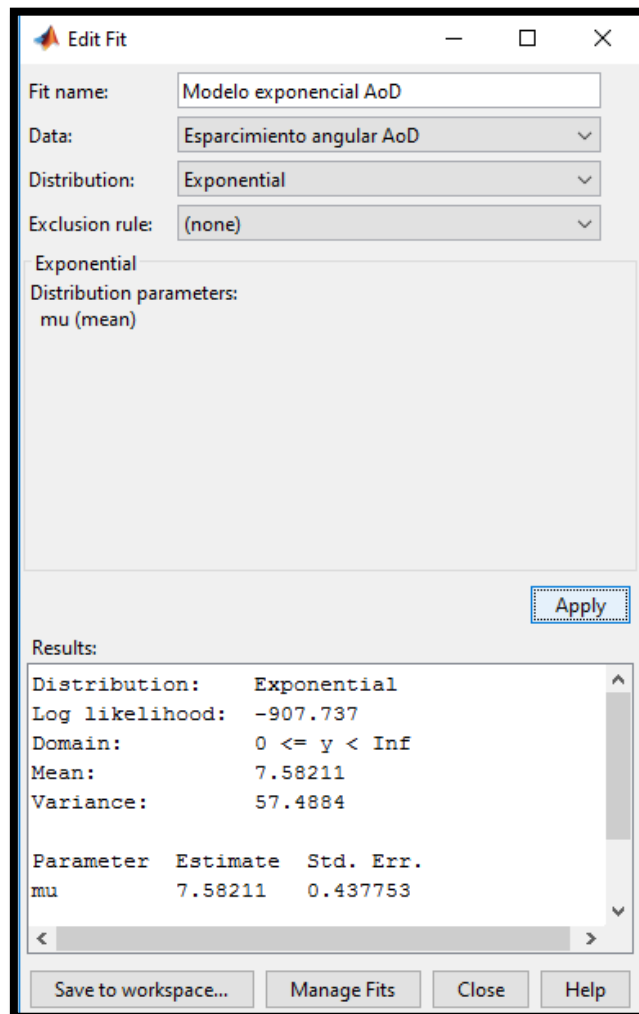 Edit Fit
Fit name: Modelo exponencial AoD
Data: Esparcimiento angular AoD
Distribution: Exponential
Exclusion rule: (none)
Exponential
Distribution parameters:
mu (mean)
Apply
Results:
Distribution: Exponential
Log likelihood: -907.737
Domain: 0 <= y < Inf
Mean: 7.58211
Variance: 57.4884
Parameter Estimate Std. Err.
mu 7.58211 0.437753
Save to workspace... Manage Fits Close Help